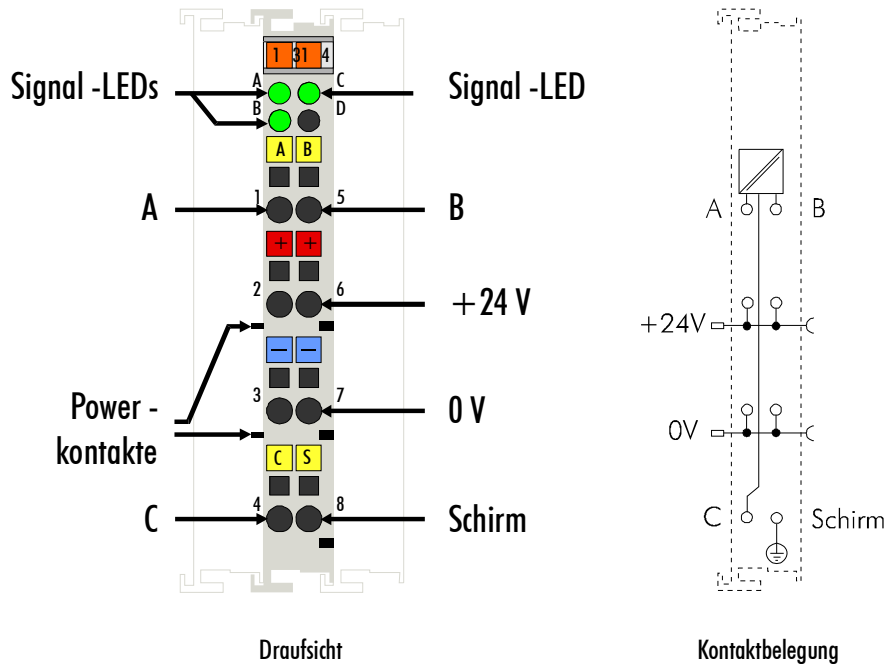 1 31 4
Signal -LEDs
A
C
Signal -LED
B
D
A B
A
1
5
B
+ +
2
6
+24 V
— —
Power -
kontakte
3
7
0 V
C S
C
4
8
Schirm
Draufsicht
A
B
+24V
0V
C
Schirm
Kontaktbelegung